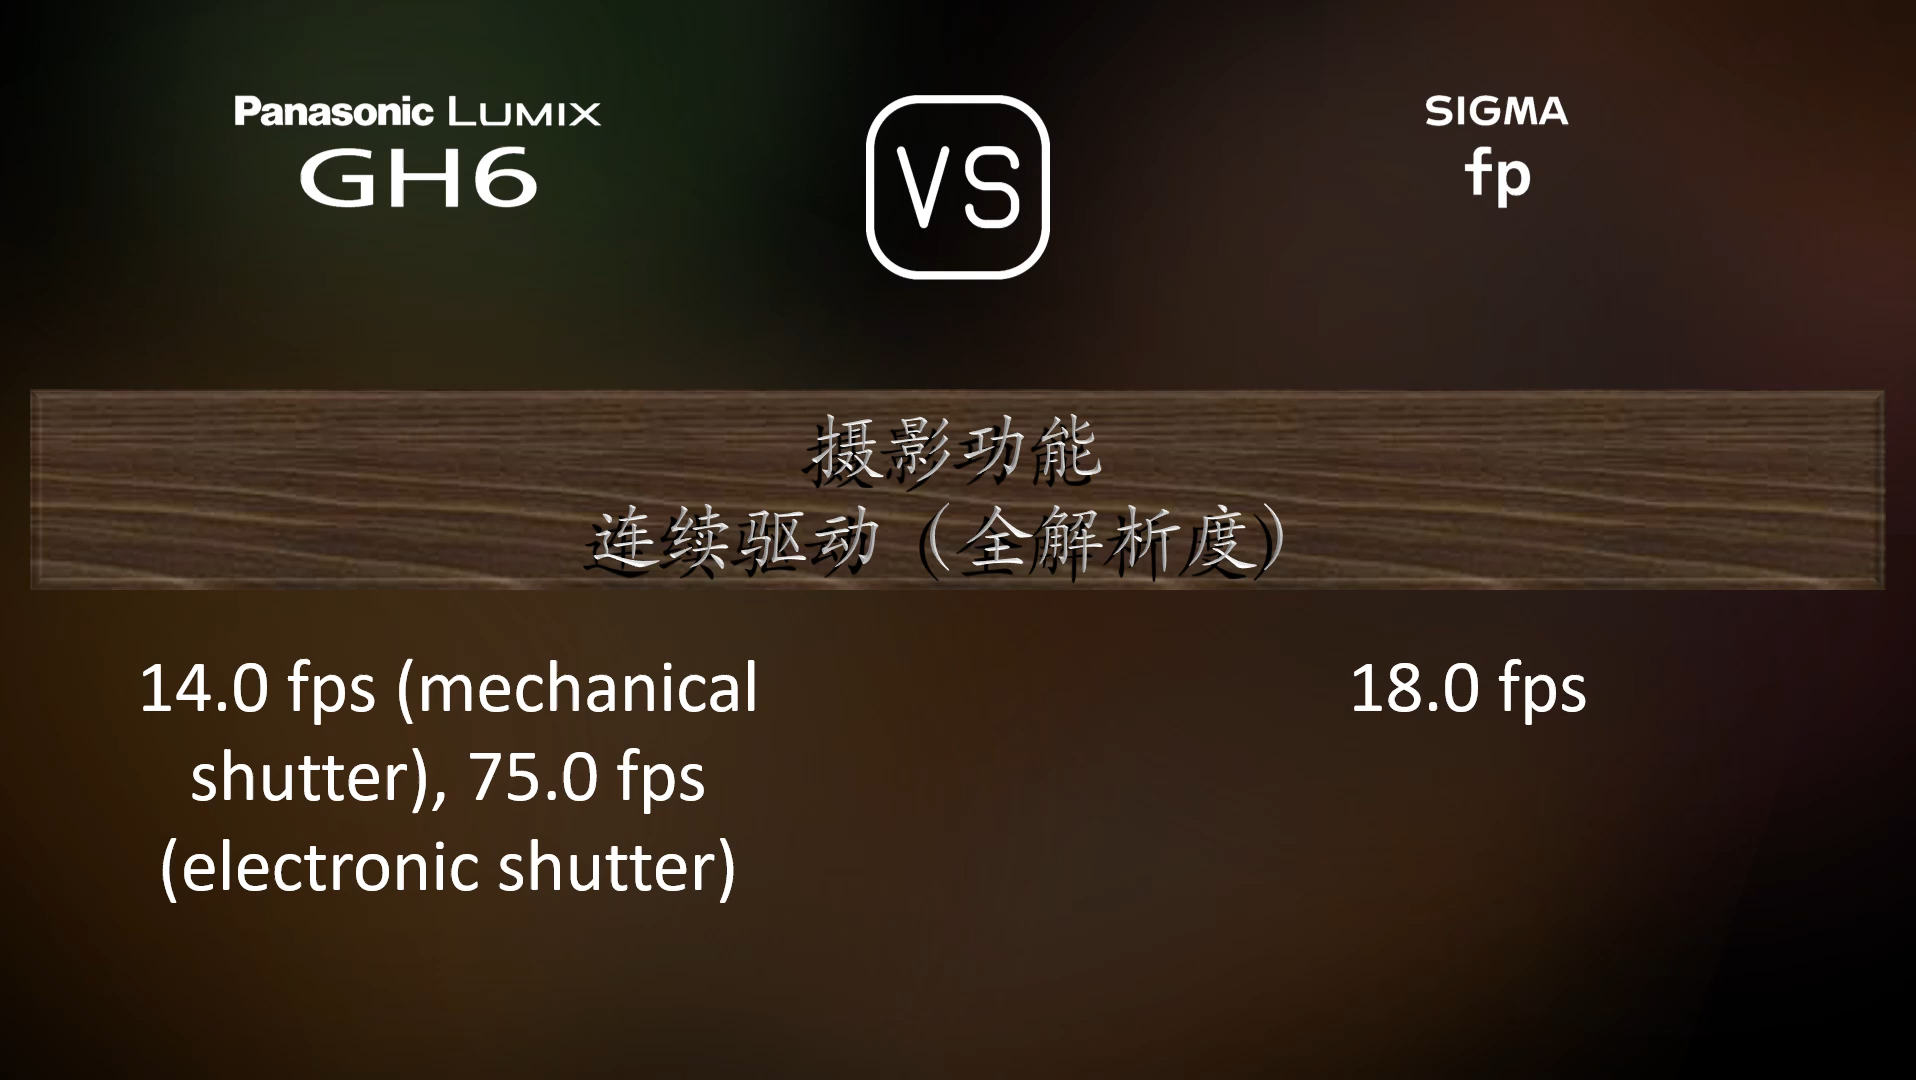 Panasonic LUMIX
GH6
VS
SIGMA
fp
摄影功能
连续驱动（全解析度）
14.0 fps (mechanical
shutter), 75.0 fps
(electronic shutter)
18.0 fps